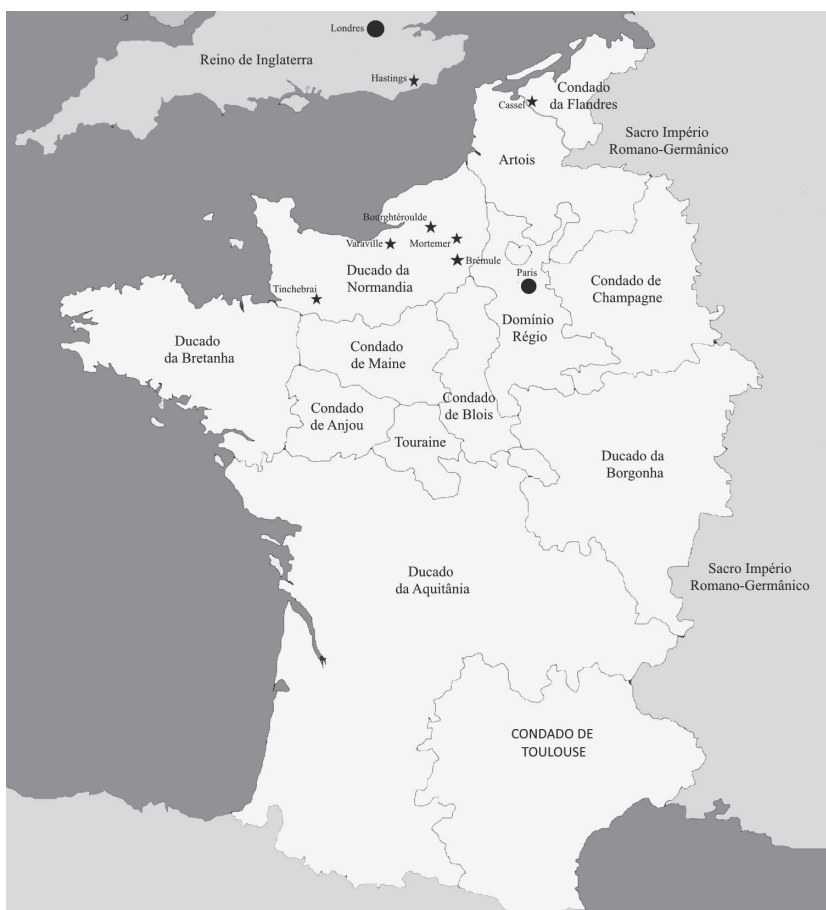 Londres
Reino de Inglaterra
Hastings
Condado
da Flandres
Cassel
Sacro Império
Romano-Germânico
Artois
Bourghtéroulde
Varaville
Mortemer
Brémule
Ducado da
Normandia
Tinchebrai
Paris
Condado de
Champagne
Domínio
Régio
Ducado
da Bretanha
Condado
de Maine
Condado
de Anjou
Condado
de Blois
Touraine
Ducado da
Borgonha
Ducado
da Aquitânia
Sacro Império
Romano-Germânico
CONDADO DE
TOULOUSE